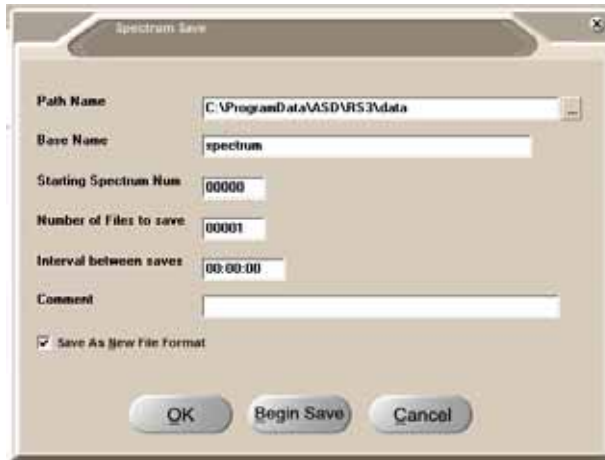 Spectrum Save
Path Name C:\ProgramData\ASD\RS3\data ...
Base Name spectrum
Starting Spectrum Num 00000
Number of Files to save 00001
Interval between saves 00:00:00
Comment
Save As New File Format
OK Begin Save Cancel